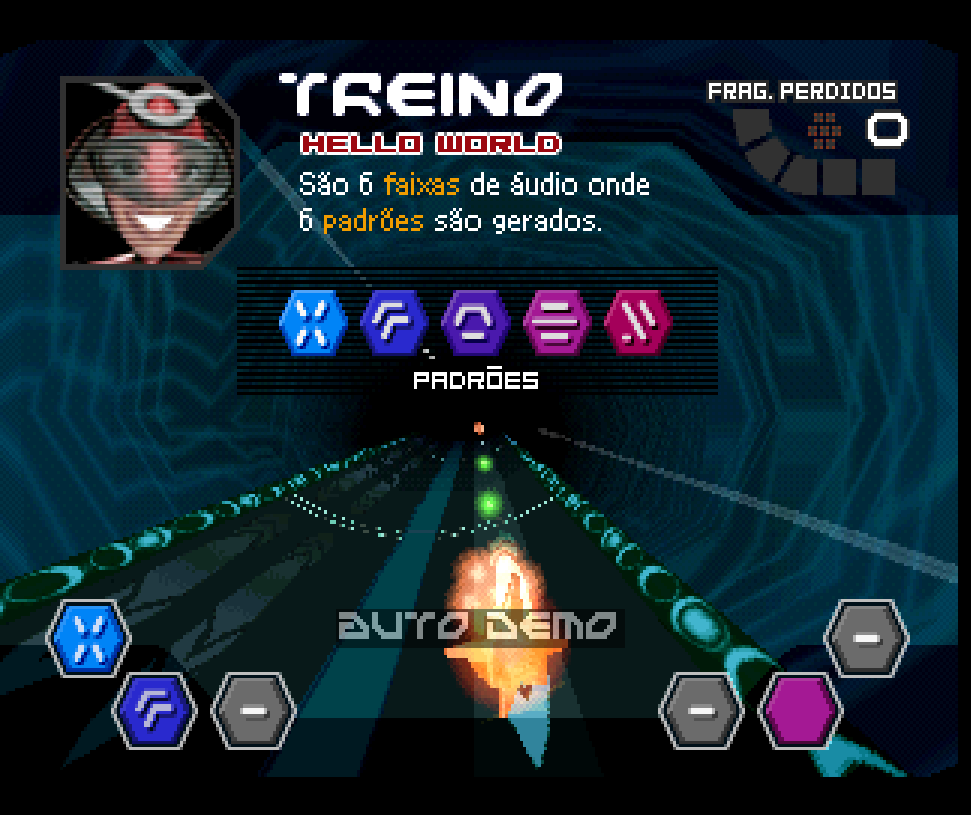 TREINO
HELLO WORLD
São 6 faixas de áudio onde
6 padrões são gerados.
FRAG. PERDIDOS
0
PADRÕES
AUTO DEMO